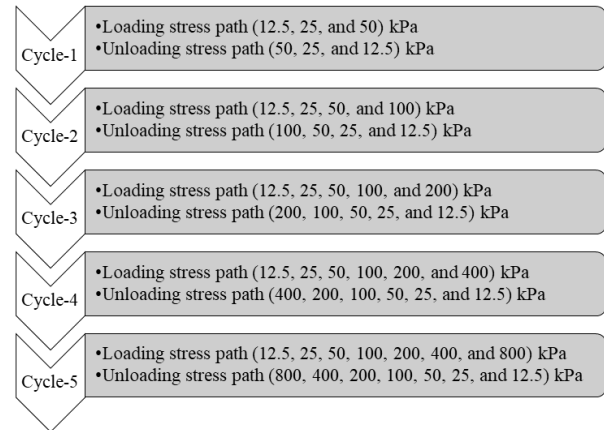 Cycle-1
•Loading stress path (12.5, 25, and 50) kPa
•Unloading stress path (50, 25, and 12.5) kPa
Cycle-2
•Loading stress path (12.5, 25, 50, and 100) kPa
•Unloading stress path (100, 50, 25, and 12.5) kPa
Cycle-3
•Loading stress path (12.5, 25, 50, 100, and 200) kPa
•Unloading stress path (200, 100, 50, 25, and 12.5) kPa
Cycle-4
•Loading stress path (12.5, 25, 50, 100, 200, and 400) kPa
•Unloading stress path (400, 200, 100, 50, 25, and 12.5) kPa
Cycle-5
•Loading stress path (12.5, 25, 50, 100, 200, 400, and 800) kPa
•Unloading stress path (800, 400, 200, 100, 50, 25, and 12.5) kPa